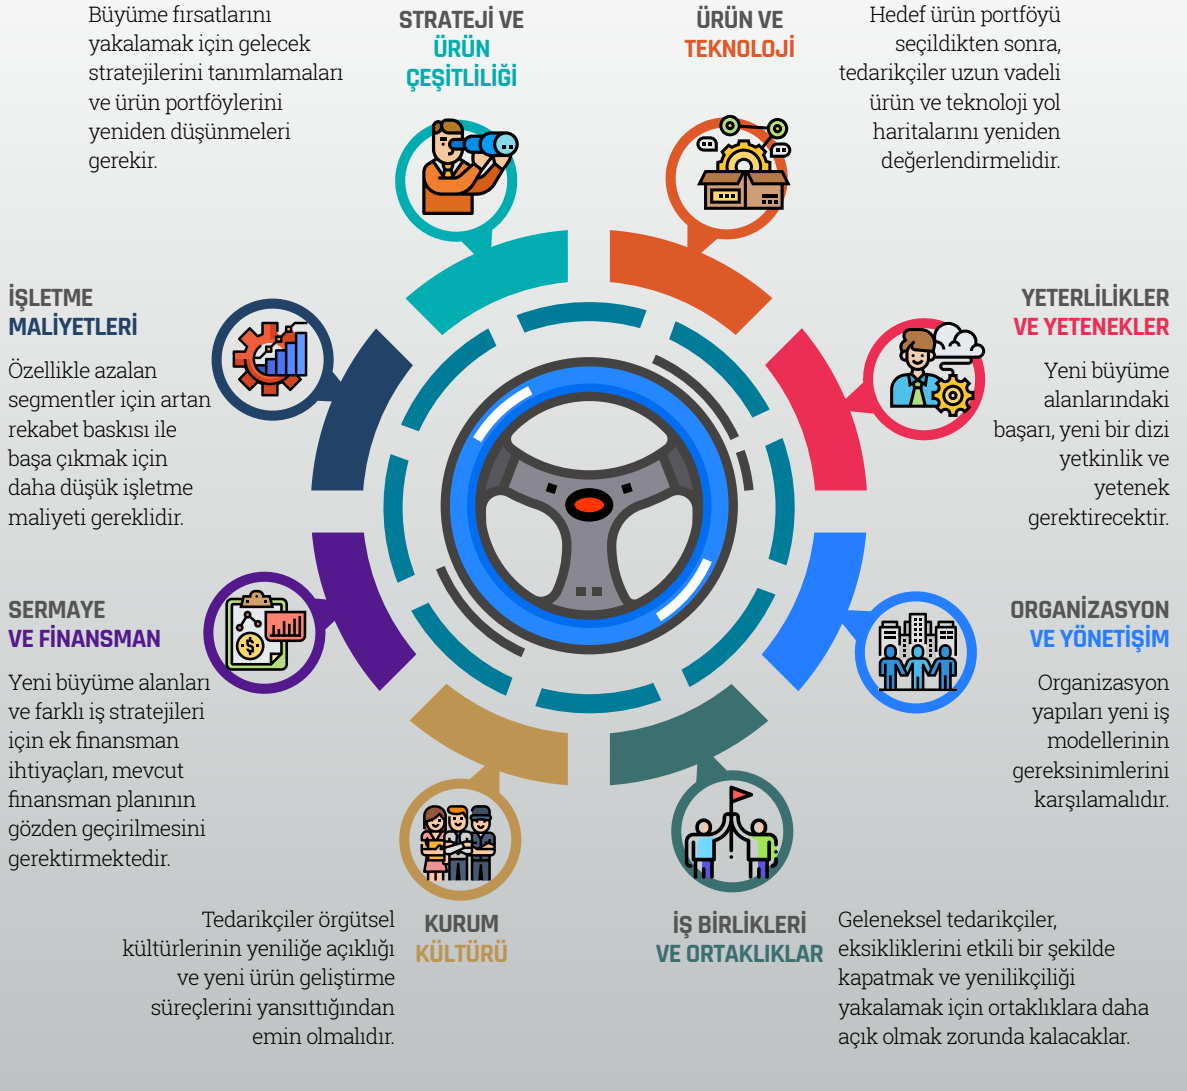 Büyüme fırsatlarını
yakalamak için gelecek
stratejilerini tanımlamaları
ve ürün portföylerini
yeniden düşünmeleri
gerekir.
STRATEJİ VE
ÜRÜN
ÇEŞİTLİLİĞİ
ÜRÜN VE
TEKNOLOJİ
Hedef ürün portföyü
seçildikten sonra,
tedarikçiler uzun vadeli
ürün ve teknoloji yol
haritalarını yeniden
değerlendirmelidir.
İŞLETME
MALİYETLERİ
Özellikle azalan
segmentler için artan
rekabet baskısı ile
başa çıkmak için
daha düşük işletme
maliyeti gereklidir.
YETERLİLİKLER
VE YETENEKLER
Yeni büyüme
alanlarındaki
başarı, yeni bir dizi
yetkinlik ve
yetenek
gerektirecektir.
SERMAYE
VE FİNANSMAN
Yeni büyüme alanları
ve farklı iş stratejileri
için ek finansman
ihtiyaçları, mevcut
finansman planının
gözden geçirilmesini
gerektirmektedir.
ORGANİZASYON
VE YÖNETİŞİM
Organizasyon
yapıları yeni iş
modellerinin
gereksinimlerini
karşılamalıdır.
Tedarikçiler örgütsel
kültürlerinin yeniliğe açıklığı
ve yeni ürün geliştirme
süreçlerini yansıttığından
emin olmalıdır.
KURUM
KÜLTÜRÜ
İŞ BİRLİKLERİ
VE ORTAKLIKLAR
Geleneksel tedarikçiler,
eksikliklerini etkili bir şekilde
kapatmak ve yenilikçiliği
yakalamak için ortaklıklara daha
açık olmak zorunda kalacaklar.